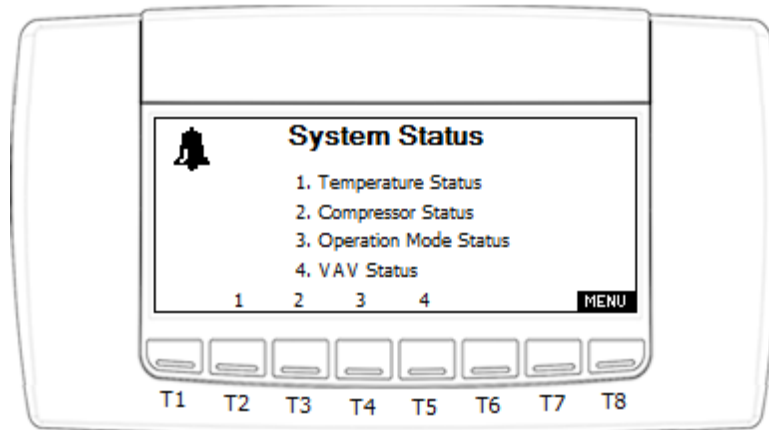 System Status
1. Temperature Status
2. Compressor Status
3. Operation Mode Status
4. VAV Status
1 2 3 4 MENU
T1 T2 T3 T4 T5 T6 T7 T8